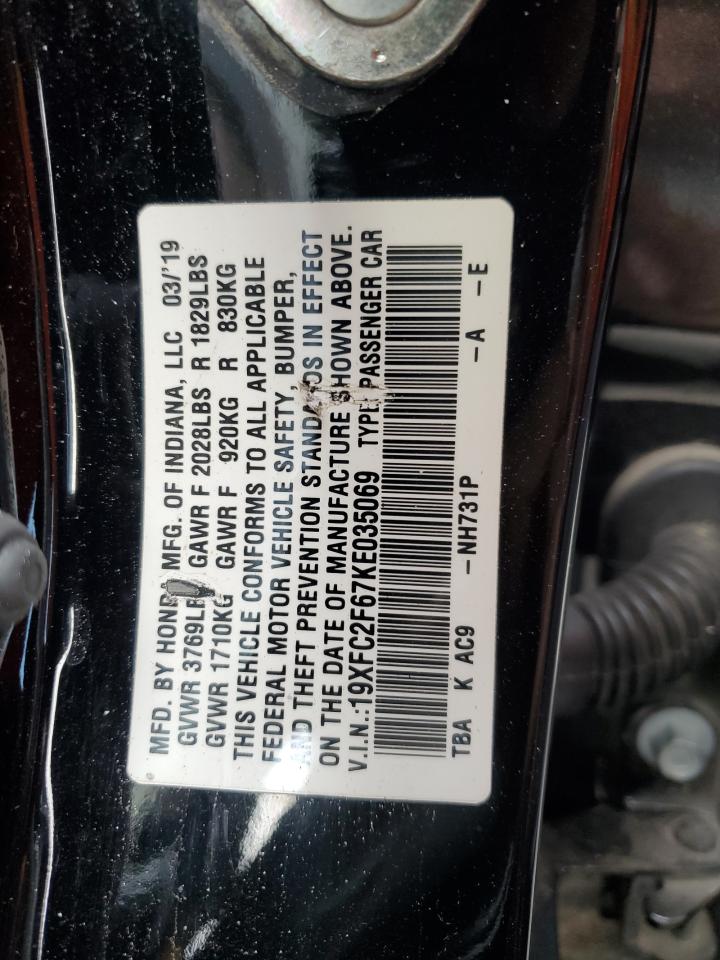 MFD. BY HONDA MFG. OF INDIANA, LLC 03/'19
GVWR 3769LBS GAWR F 2028LBS R 1829LBS
GVWR 1710KG GAWR F 920KG R 830KG
THIS VEHICLE CONFORMS TO ALL APPLICABLE
FEDERAL MOTOR VEHICLE SAFETY, BUMPER,
AND THEFT PREVENTION STANDARDS IN EFFECT
ON THE DATE OF MANUFACTURE SHOWN ABOVE.
V.I.N.:19XFC2F67KE035069 TYPE: PASSENGER CAR
TBA K AC9 -NH731P -A -E